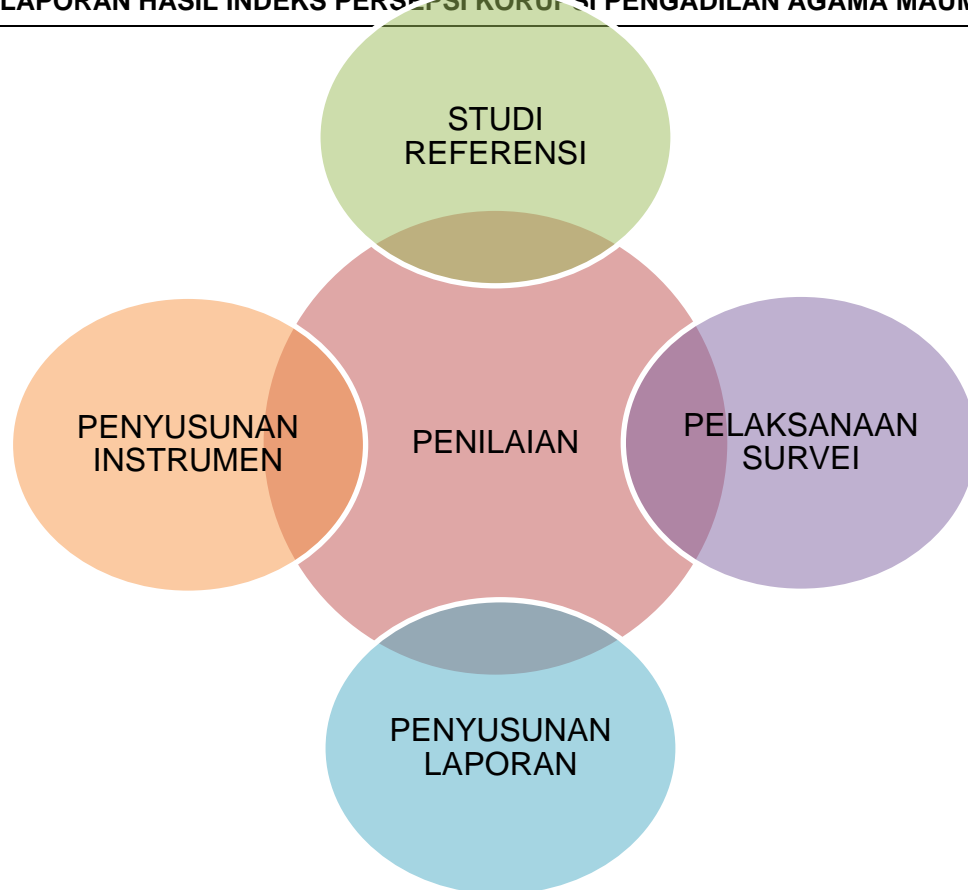 LAPORAN HASIL INDEKS PERSEPSI KORUPSI PENGADILAN AGAMA
STUDI
REFERENSI
PENYUSUNAN
INSTRUMEN
PENILAIAN
PELAKSANAAN
SURVEI
PENYUSUNAN
LAPORAN